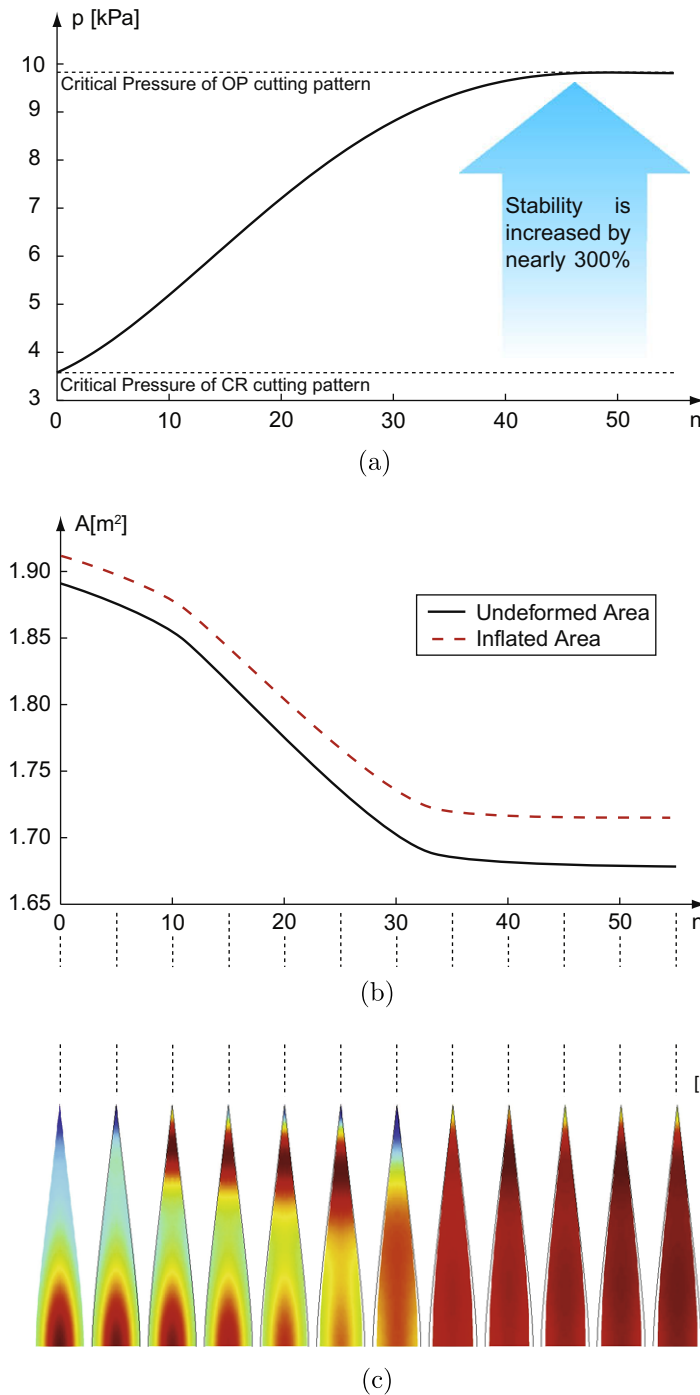 p [kPa]
10
Critical Pressure of OP cutting pattern
9
8
7
Stability is
increased by
nearly 300%
6
5
4
Critical Pressure of CR cutting pattern
3
0 10 20 30 40 50 n
(a)
A[m²]
1.90
1.85
Undeformed Area
Inflated Area
1.80
1.75
1.70
1.65
0 10 20 30 40 50
(b)
[
(c)